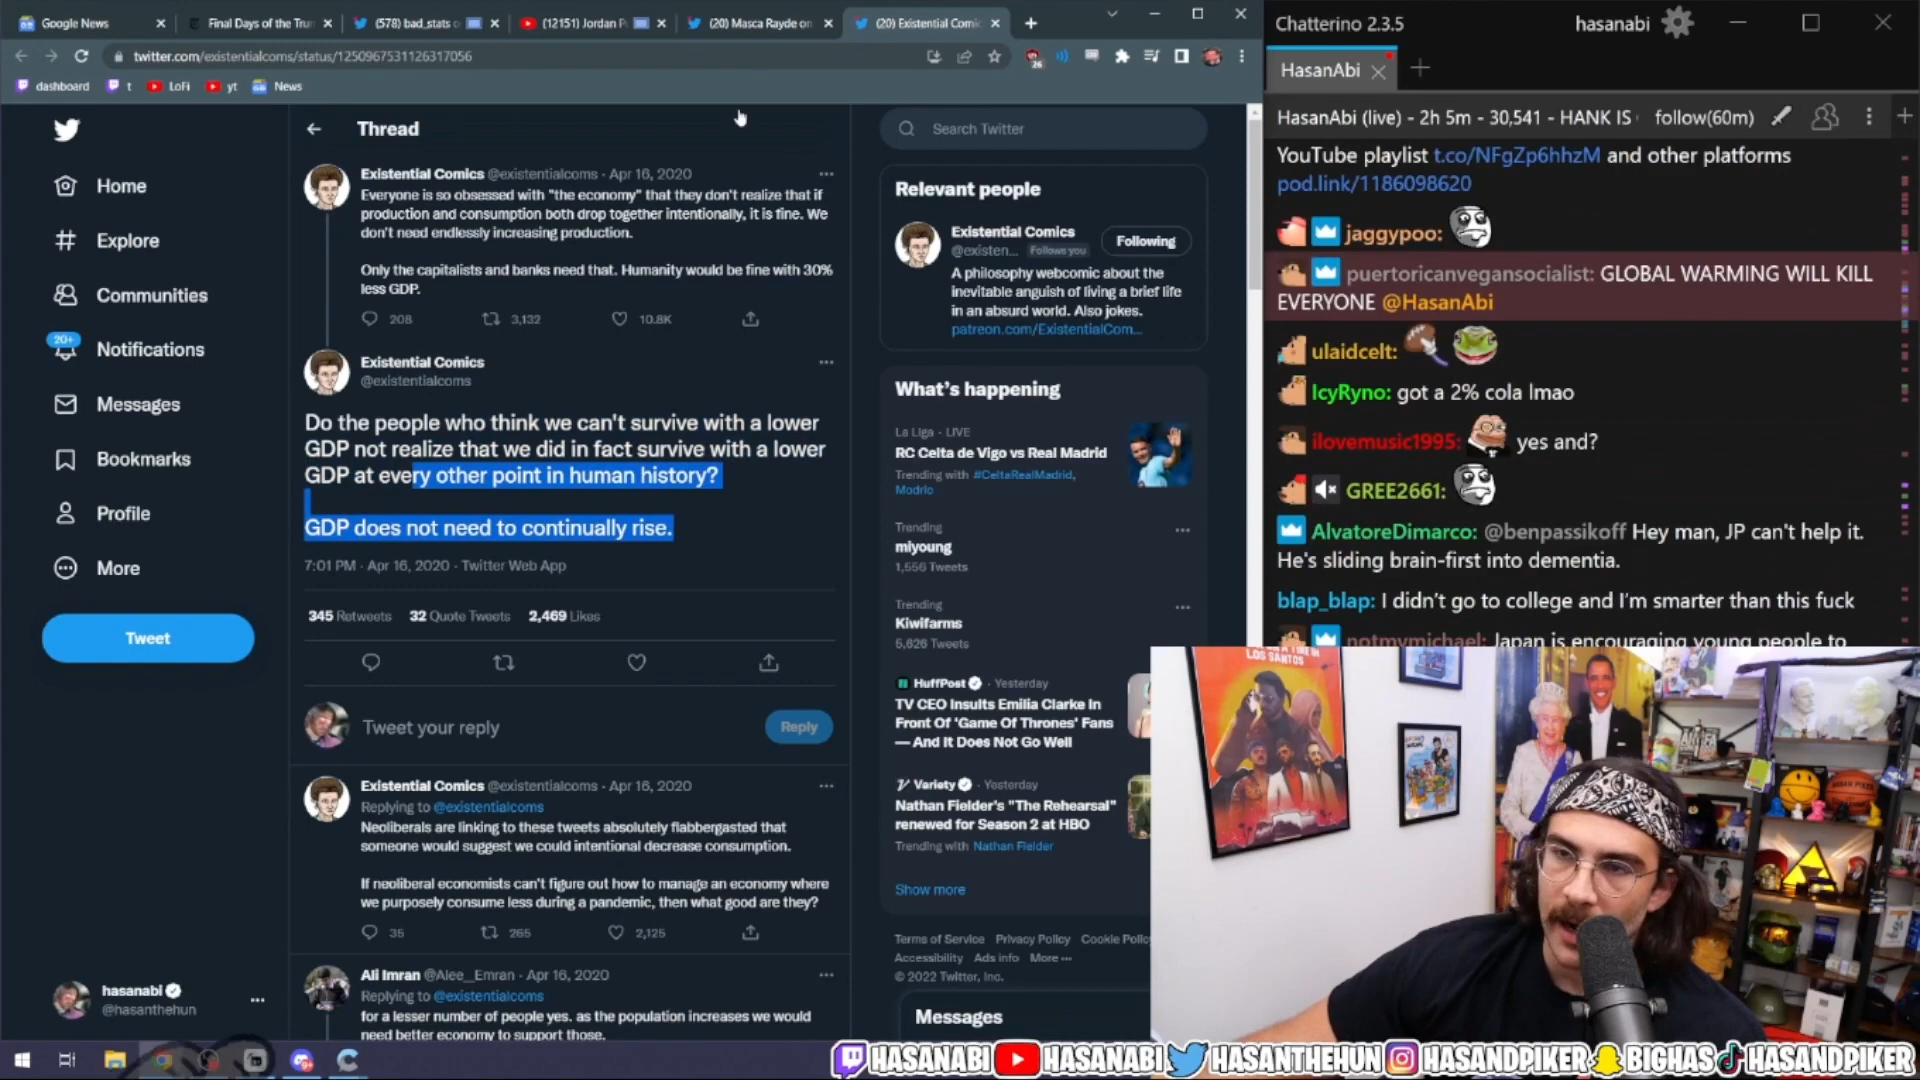 Google News
Final Days of the Tru
(578) bad_stats o
(12151) Jordan P
(20) Masca Rayde on
(20) Existential Comic
twitter.com/existentialcoms/status/1250967531126317056
26
dashboard
t
LoFi
yt
News
Home
Explore
Communities
20+
Notifications
Messages
Bookmarks
Profile
More
Tweet
hasanabi
@hasanthehun
Thread
Existential Comics @existentialcoms · Apr 16, 2020
Everyone is so obsessed with "the economy" that they don't realize that if
production and consumption both drop together intentionally, it is fine. We
don't need endlessly increasing production.
Only the capitalists and banks need that. Humanity would be fine with 30%
less GDP.
208 3,132 10.8K
Existential Comics
@existentialcoms
Do the people who think we can't survive with a lower
GDP not realize that we did in fact survive with a lower
GDP at every other point in human history?
GDP does not need to continually rise.
7:01 PM · Apr 16, 2020 · Twitter Web App
345 Retweets 32 Quote Tweets 2,469 Likes
Tweet your reply
Reply
Existential Comics @existentialcoms · Apr 16, 2020
Replying to @existentialcoms
Neoliberals are linking to these tweets absolutely flabbergasted that
someone would suggest we could intentional decrease consumption.
If neoliberal economists can't figure out how to manage an economy where
we purposely consume less during a pandemic, then what good are they?
35 265 2,125
Ali Imran @Alee_Emran · Apr 16, 2020
Replying to @existentialcoms
for a lesser number of people yes. as the population increases we would
need better economy to support those.
Search Twitter
Relevant people
Existential Comics
@existen... Follows you
Following
A philosophy webcomic about the
inevitable anguish of living a brief life
in an absurd world. Also jokes.
patreon.com/ExistentialCom...
What's happening
La Liga · LIVE
RC Celta de Vigo vs Real Madrid
Trending with #CeltaRealMadrid,
Modric
Trending
miyoung
1,556 Tweets
Trending
Kiwifarms
5,626 Tweets
HuffPost · Yesterday
TV CEO Insults Emilia Clarke In
Front Of 'Game Of Thrones' Fans
— And It Does Not Go Well
Variety · Yesterday
Nathan Fielder's "The Rehearsal"
renewed for Season 2 at HBO
Trending with Nathan Fielder
Show more
Terms of Service Privacy Policy Cookie Polic
Accessibility Ads info More ···
© 2022 Twitter, Inc.
Messages
Chatterino 2.3.5
hasanabi
HasanAbi
HasanAbi (live) - 2h 5m - 30,541 - HANK IS
follow(60m)
YouTube playlist t.co/NFgZp6hhzM and other platforms
pod.link/1186098620
jaggypoo:
puertoricanvegansocialist: GLOBAL WARMING WILL KILL
EVERYONE @HasanAbi
ulaidcelt:
IcyRyno: got a 2% cola lmao
ilovemusic1995: yes and?
GREE2661:
AlvatoreDimarco: @benpassikoff Hey man, JP can't help it.
He's sliding brain-first into dementia.
blap_blap: I didn't go to college and I'm smarter than this fuck
notmymichael: Japan is encouraging young people to
LOS SANTOS
HASANABI HASANABI HASANTHEHUN HASANDPIKER BIGHAS HASANDPIKER